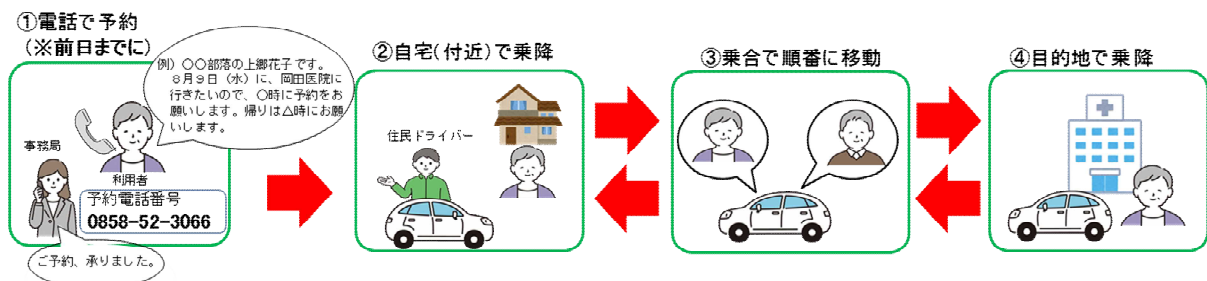 ①電話で予約
(※前日までに)
例）〇〇部落の上郷花子です。
８月９日（水）に、岡田医院に
行きたいので、〇時に予約をお
願いします。帰りは△時にお願
いします。
事務局
利用者
予約電話番号
0858-52-3066
ご予約、承りました。
②自宅(付近)で乗降
住民ドライバー
③乗合で順番に移動
④目的地で乗降